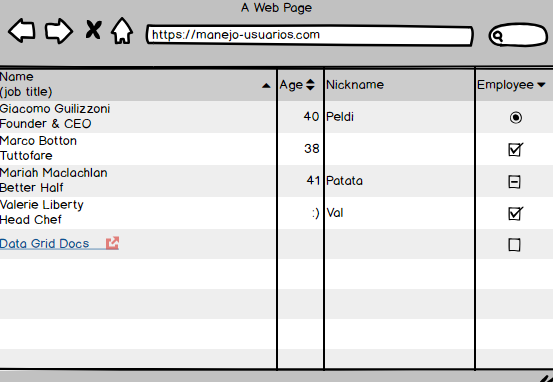 A Web Page
https://manejo-usuarios.com
Name
(job title)
Age
Nickname
Employee
Giacomo Guilizzoni
Founder & CEO
40
Peldi
Marco Botton
Tuttofare
38
Mariah Maclachlan
Better Half
41
Patata
Valerie Liberty
Head Chef
:)
Val
Data Grid Docs